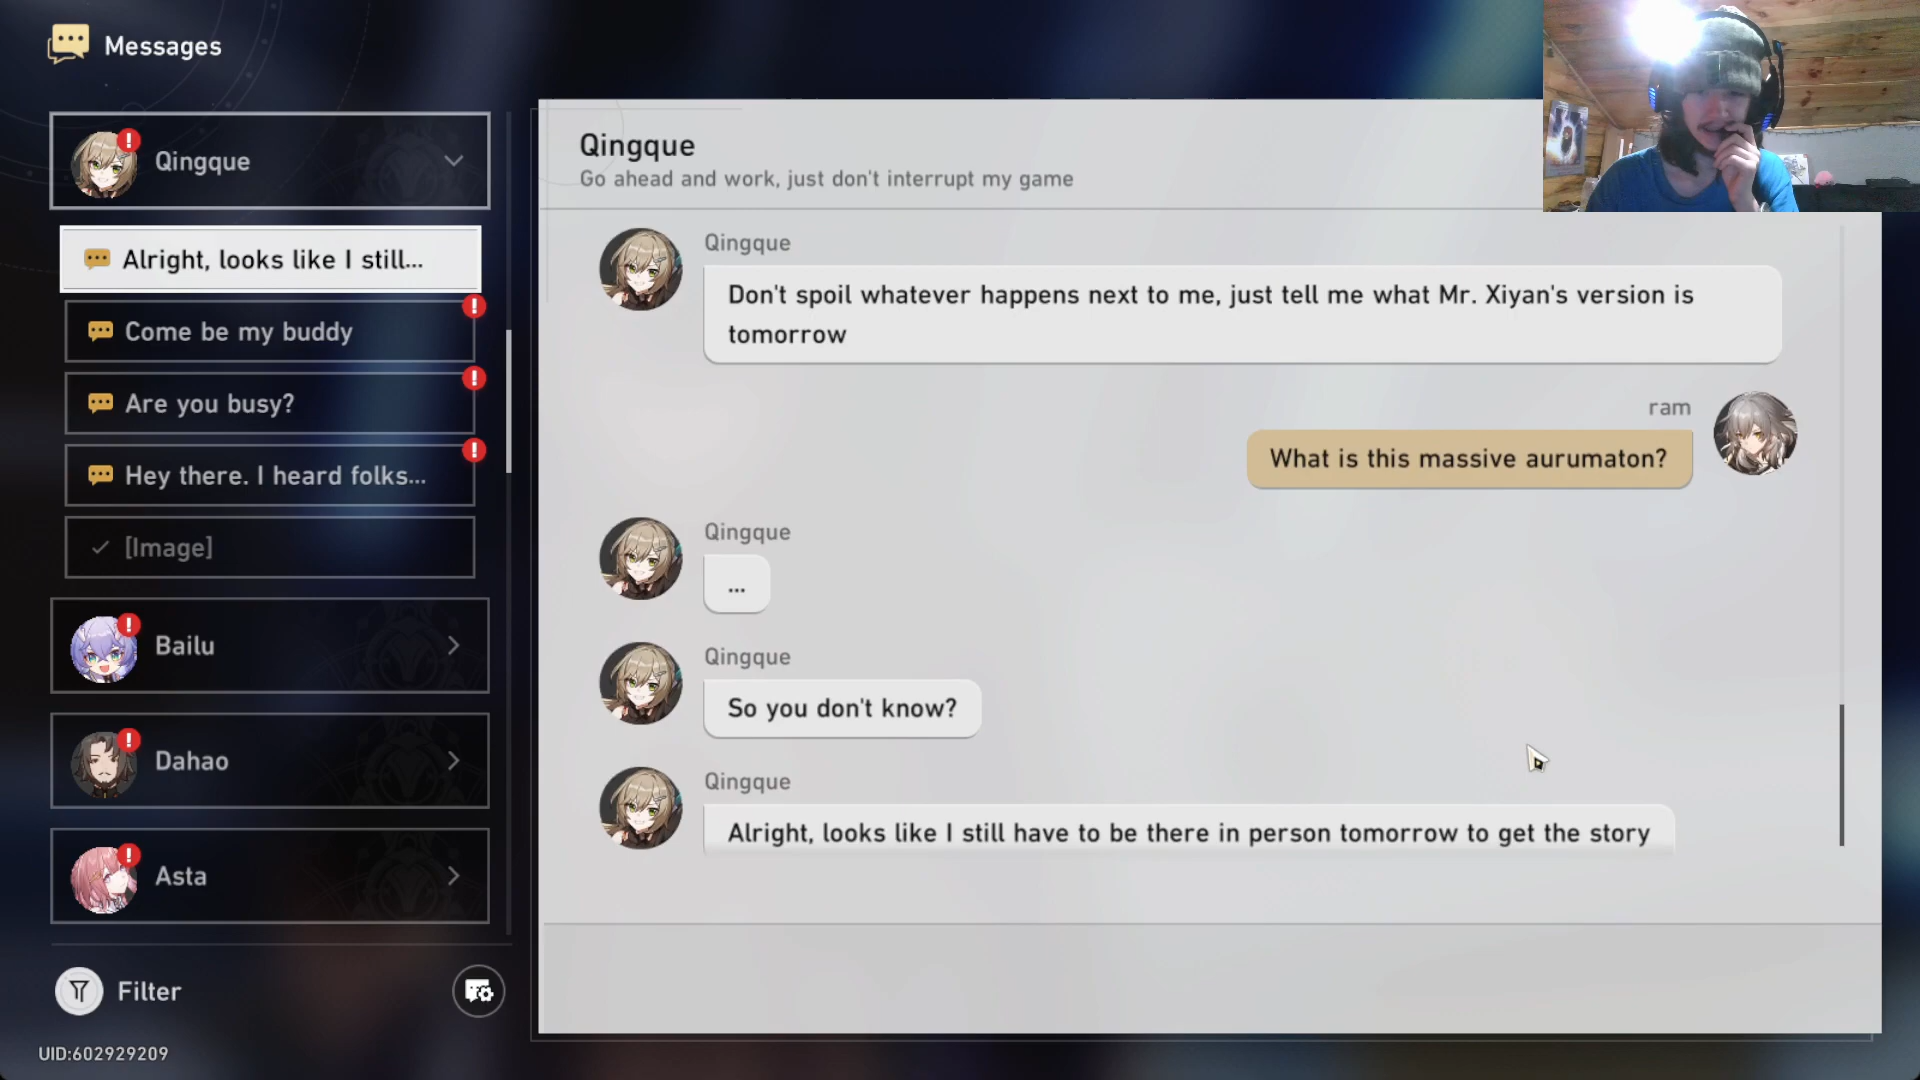 Messages
Qingque
Alright, looks like I still...
Come be my buddy
Are you busy?
Hey there. I heard folks...
[Image]
Bailu
Dahao
Asta
Filter
UID:602929209
Qingque
Go ahead and work, just don't interrupt my game
Qingque
Don't spoil whatever happens next to me, just tell me what Mr. Xiyan's version is
tomorrow
ram
What is this massive aurumaton?
Qingque
...
Qingque
So you don't know?
Qingque
Alright, looks like I still have to be there in person tomorrow to get the story